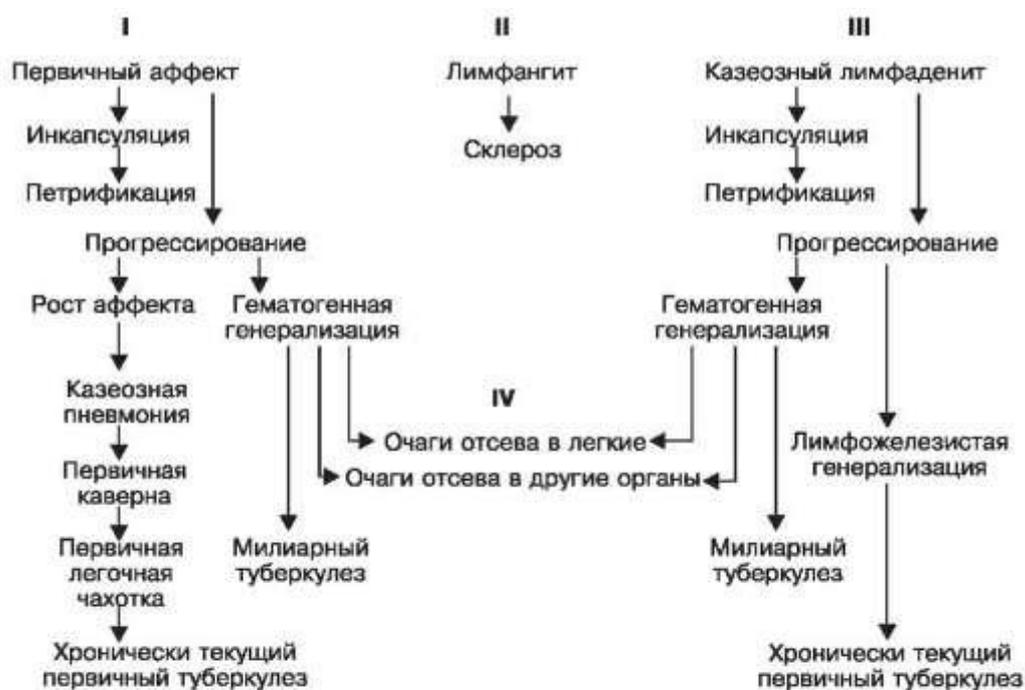 I
II
III
Первичный аффект
Лимфангит
Казеозный лимфаденит
Инкапсуляция
Склероз
Инкапсуляция
Петрификация
Петрификация
Прогрессирование
Прогрессирование
Рост аффекта
Гематогенная
генерализация
Гематогенная
генерализация
Казеозная
пневмония
IV
Очаги отсева в легкие
Лимфожелезистая
генерализация
Первичная
каверна
Очаги отсева в другие органы
Первичная
легочная
чахотка
Милиарный
туберкулез
Милиарный
туберкулез
Хронически текущий
первичный туберкулез
Хронически текущий
первичный туберкулез